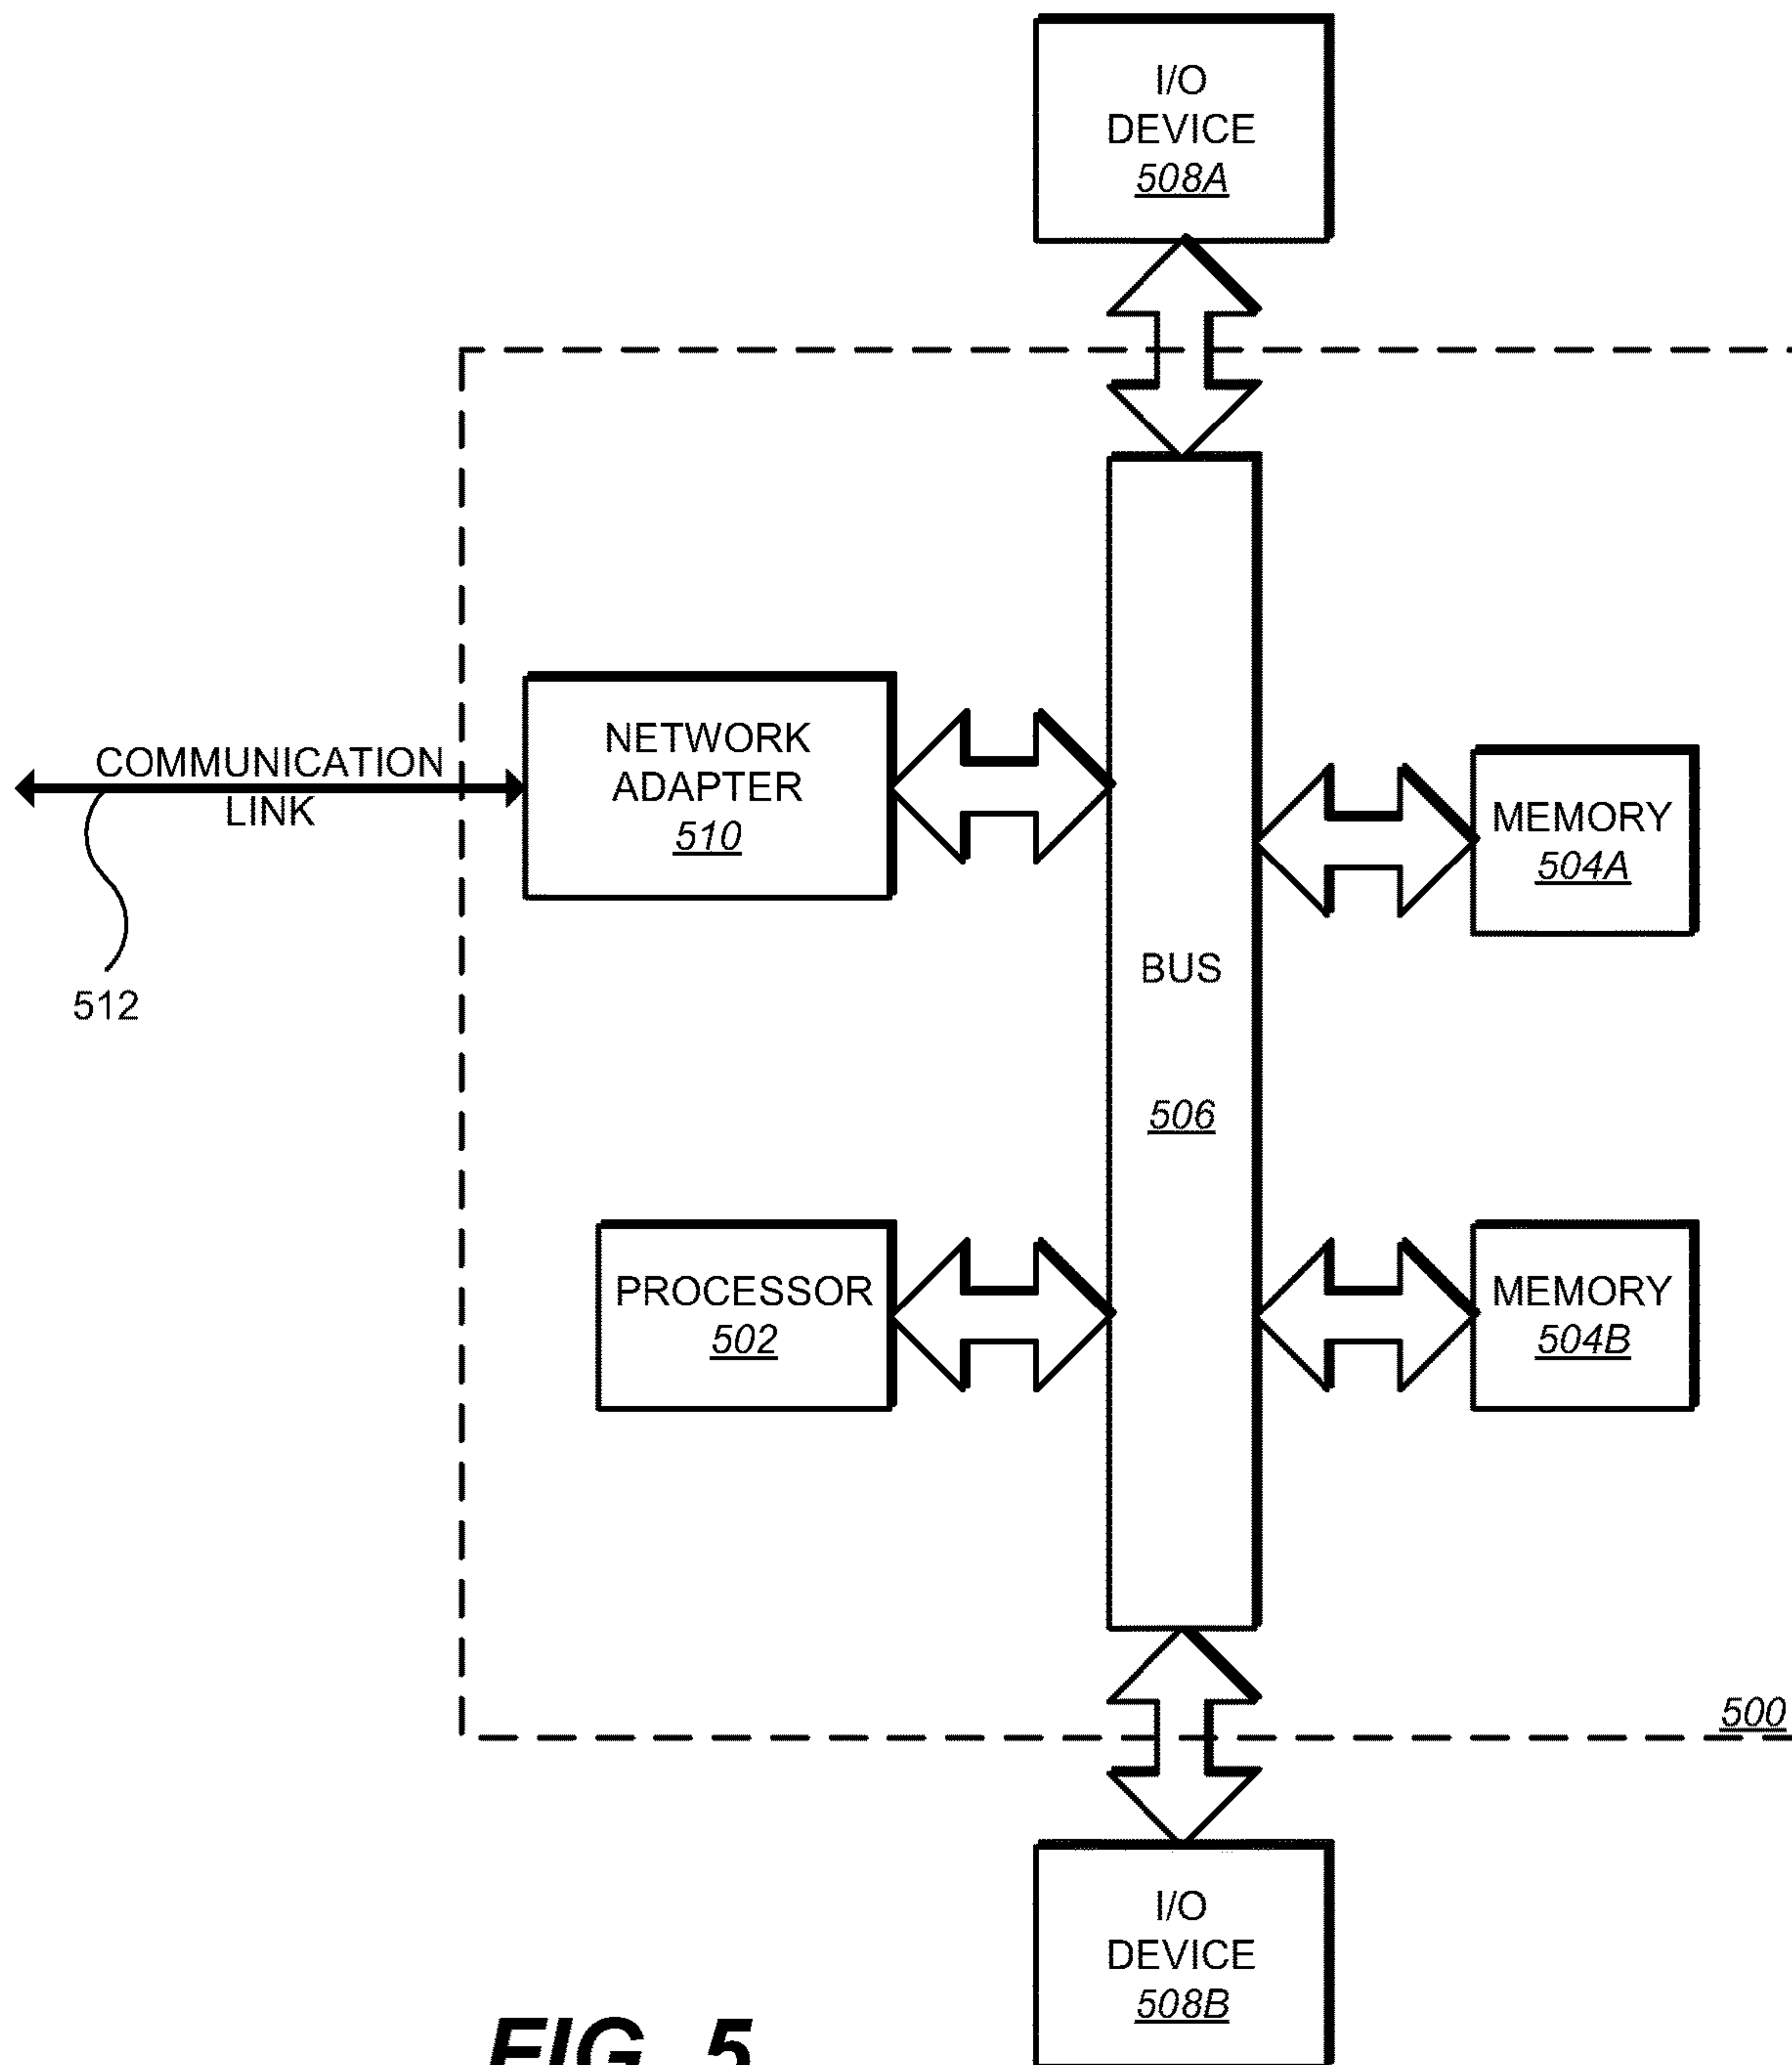 I/O
DEVICE
508A
COMMUNICATION
LINK
512
NETWORK
ADAPTER
510
BUS
506
MEMORY
504A
PROCESSOR
502
MEMORY
504B
500
I/O
DEVICE
508B
FIG. 5